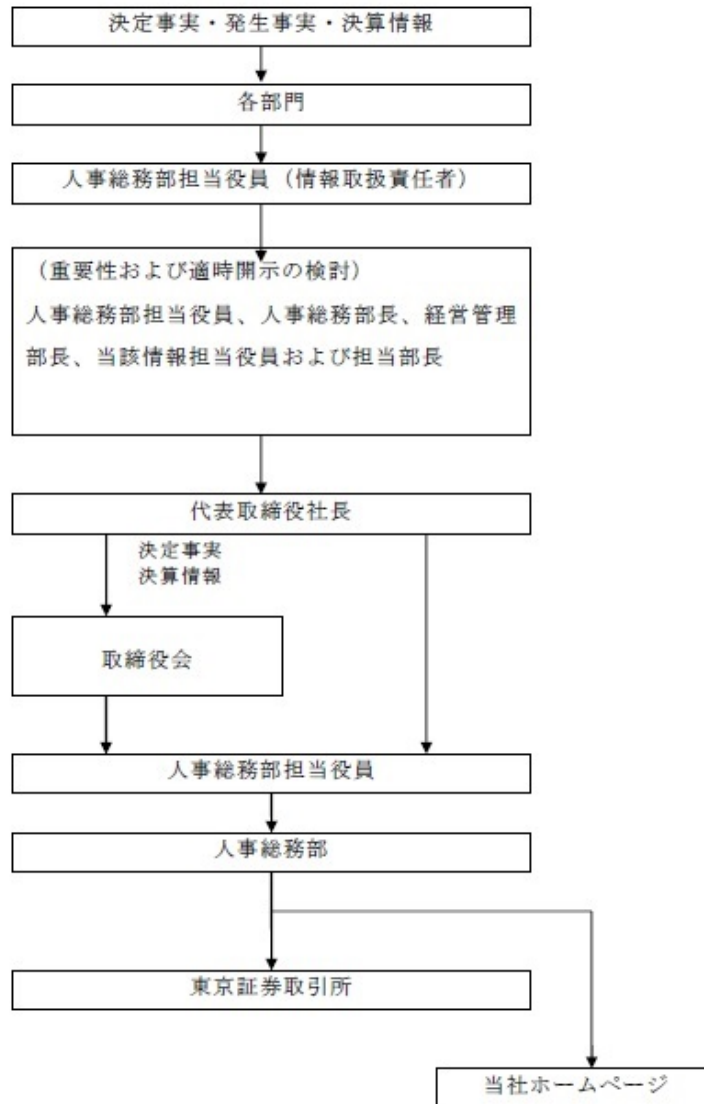 決定事実・発生事実・決算情報
各部門
人事総務部担当役員（情報取扱責任者）
（重要性および適時開示の検討）
人事総務部担当役員、人事総務部長、経営管理
部長、当該情報担当役員および担当部長
代表取締役社長
決定事実
決算情報
取締役会
人事総務部担当役員
人事総務部
東京証券取引所
当社ホームページ